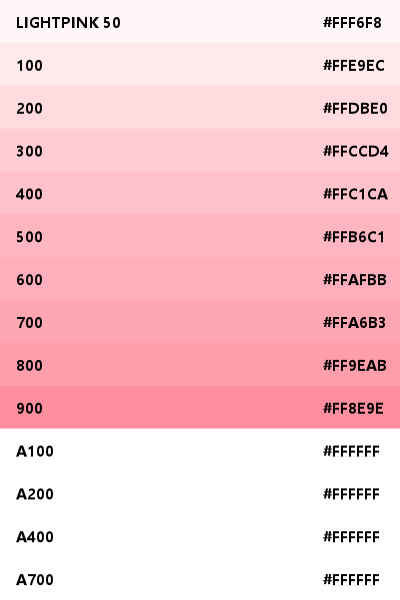 LIGHTPINK 50 #FFF6F8
100 #FFE9EC
200 #FFDBE0
300 #FFCCD4
400 #FFC1CA
500 #FFB6C1
600 #FFAFBB
700 #FFA6B3
800 #FF9EAB
900 #FF8E9E
A100 #FFFFFF
A200 #FFFFFF
A400 #FFFFFF
A700 #FFFFFF